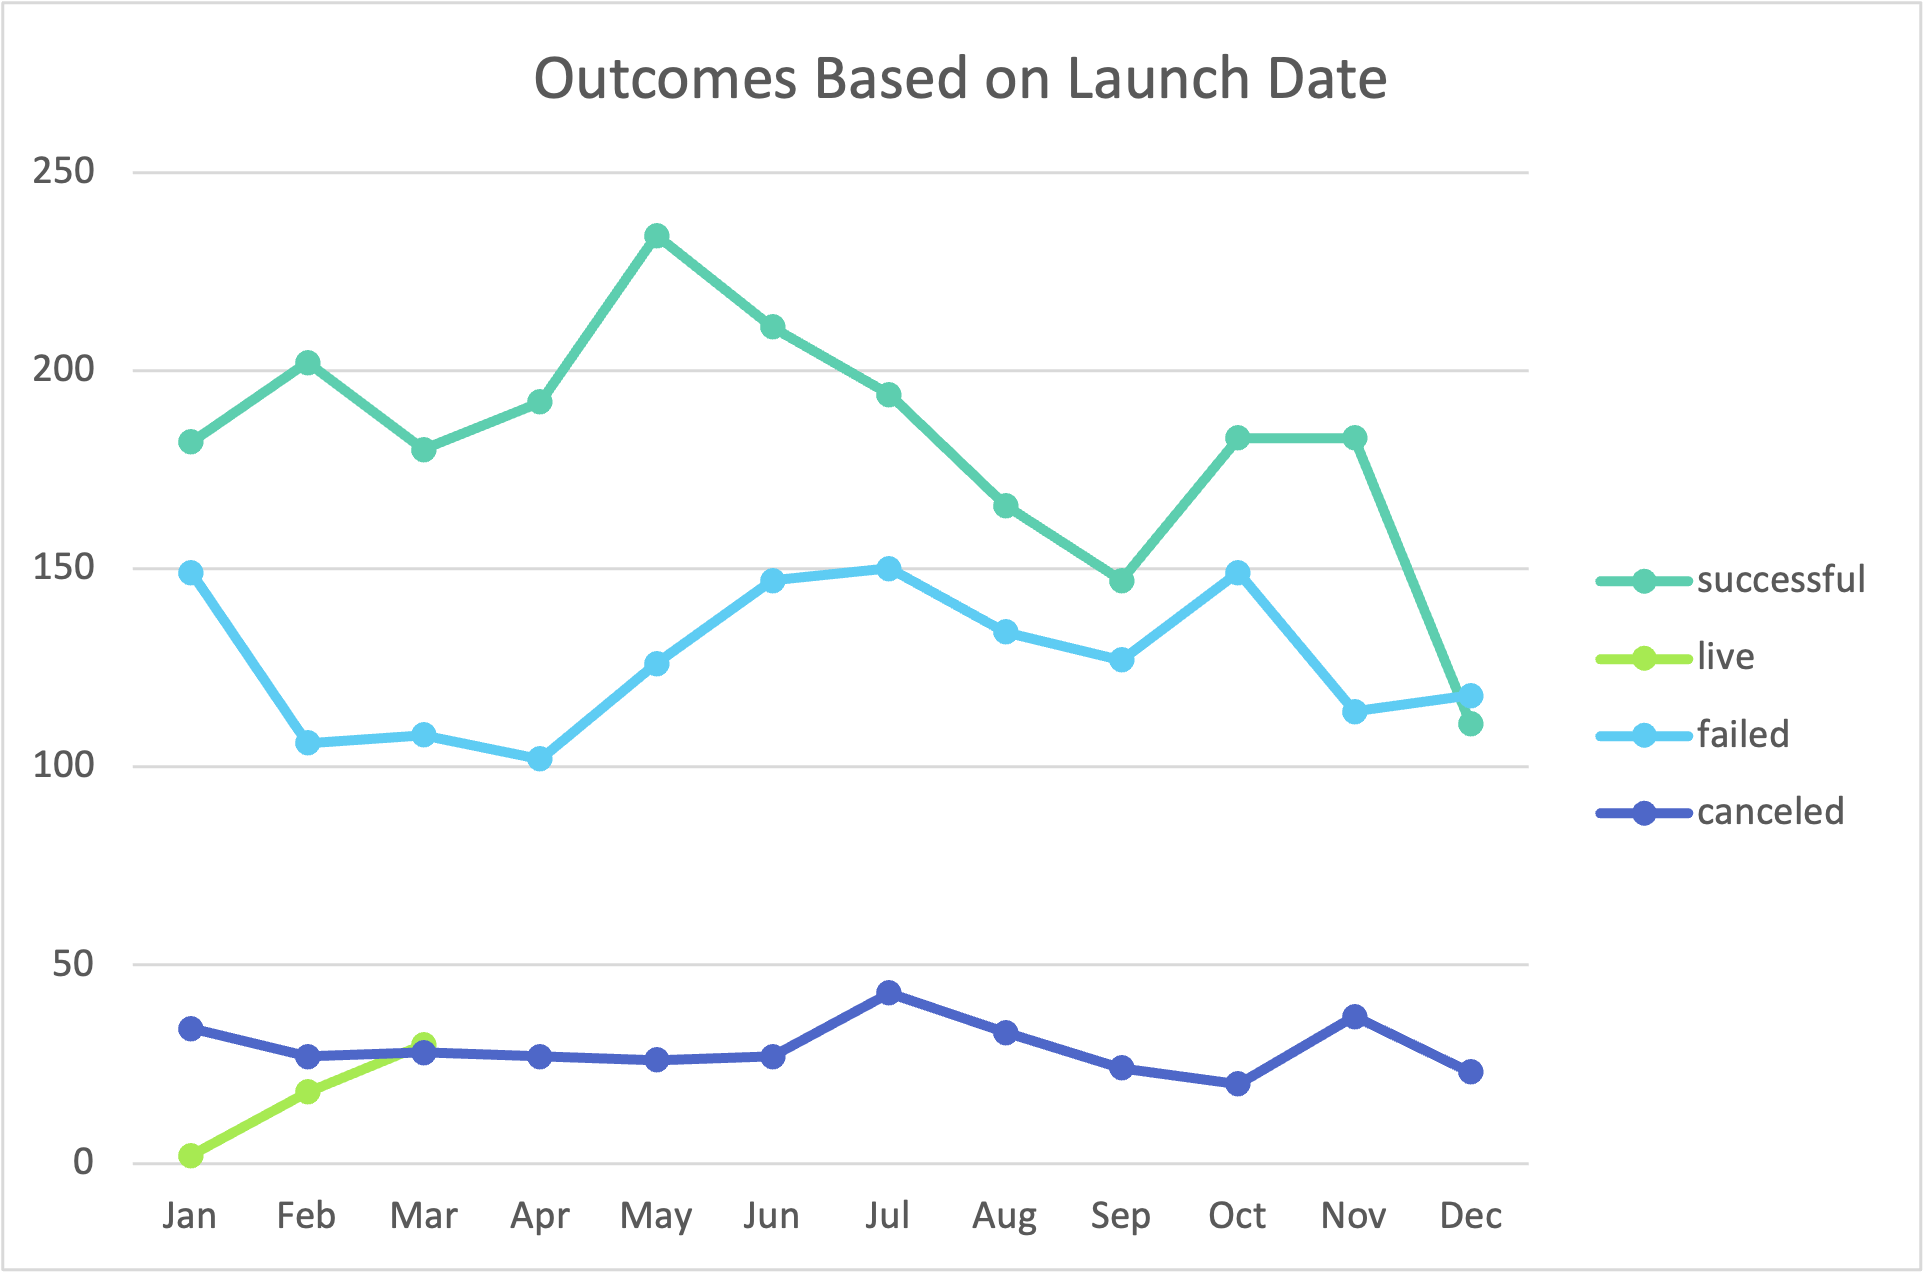 Outcomes Based on Launch Date
250
200
150
100
50
0
Jan Feb Mar Apr May Jun Jul Aug Sep Oct Nov Dec
successful
live
failed
canceled